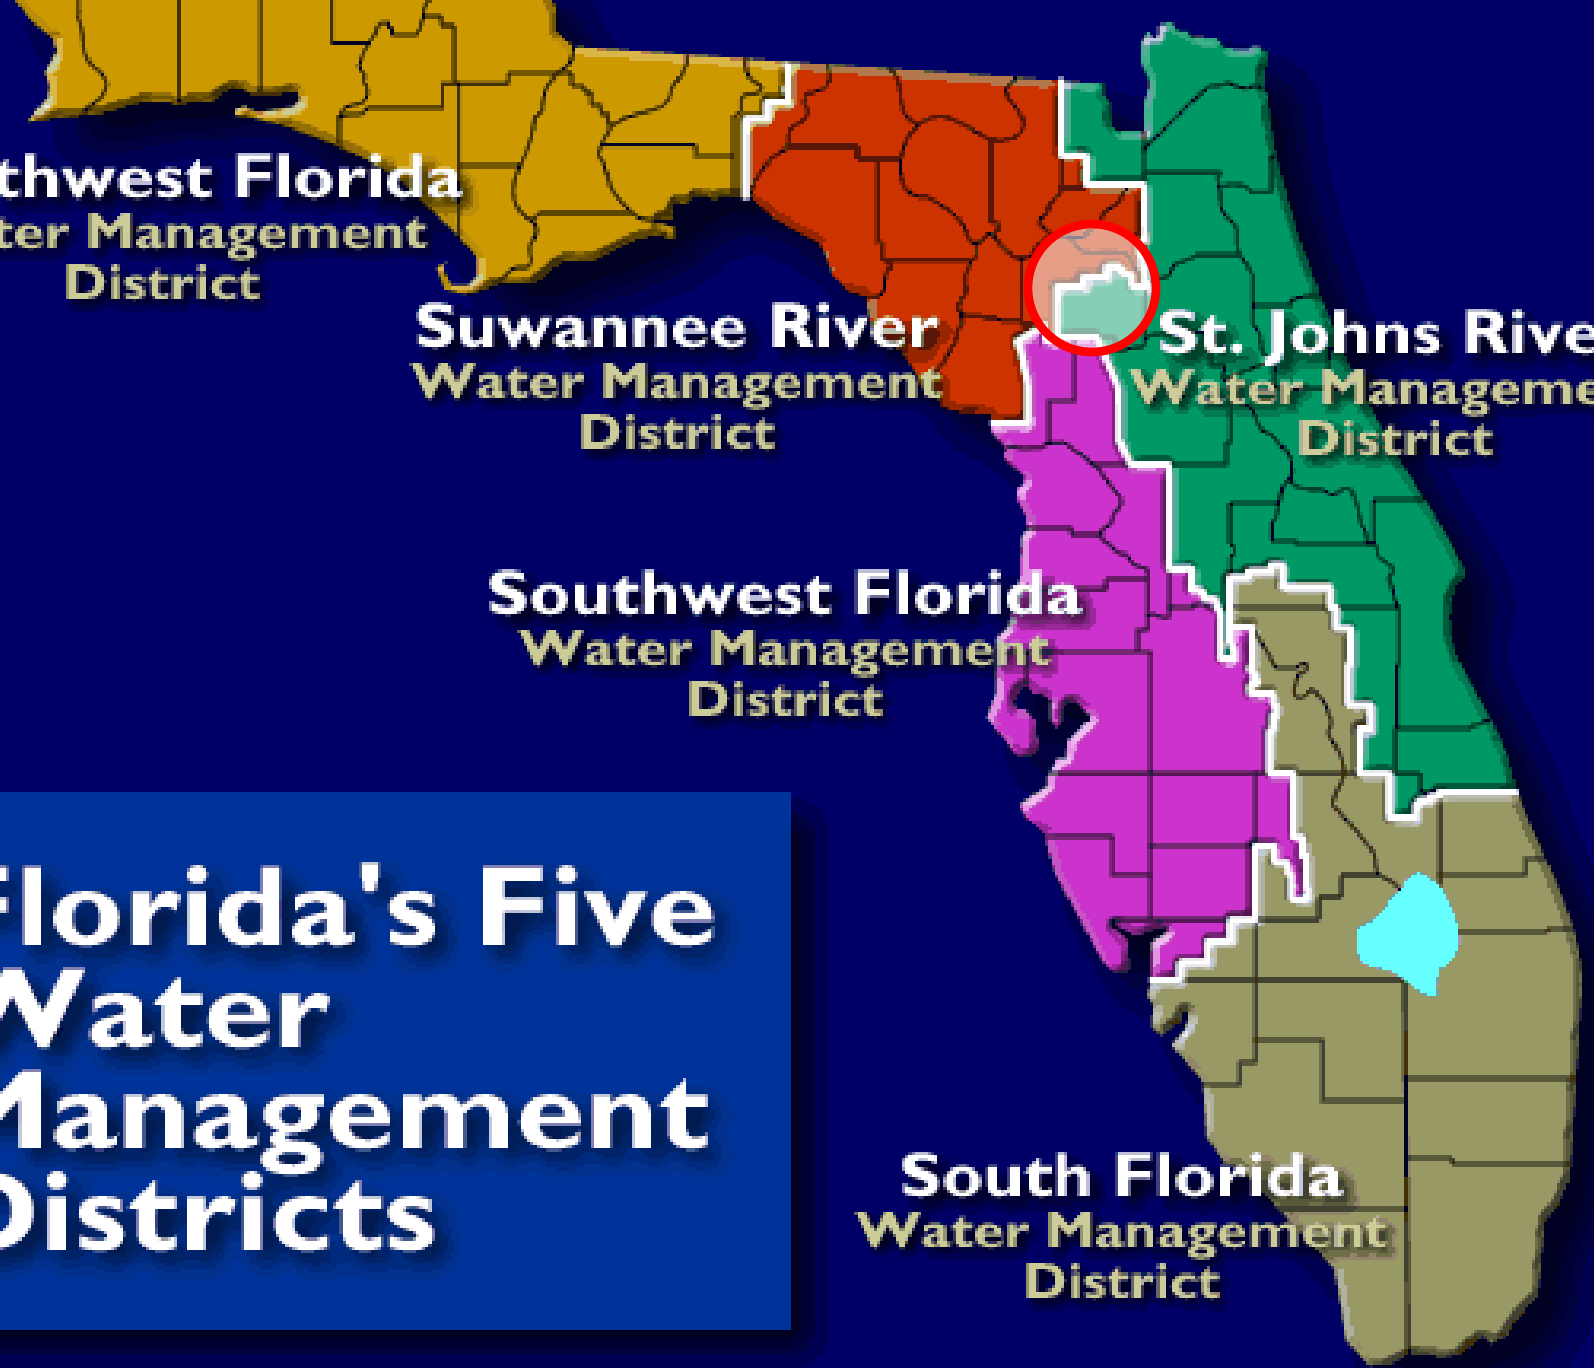 thwest Florida
ter Management
District
Suwannee River
Water Management
District
St. Johns Rive
Water Manageme
District
Southwest Florida
Water Management
District
Florida's Five
Water
Management
Districts
South Florida
Water Management
District